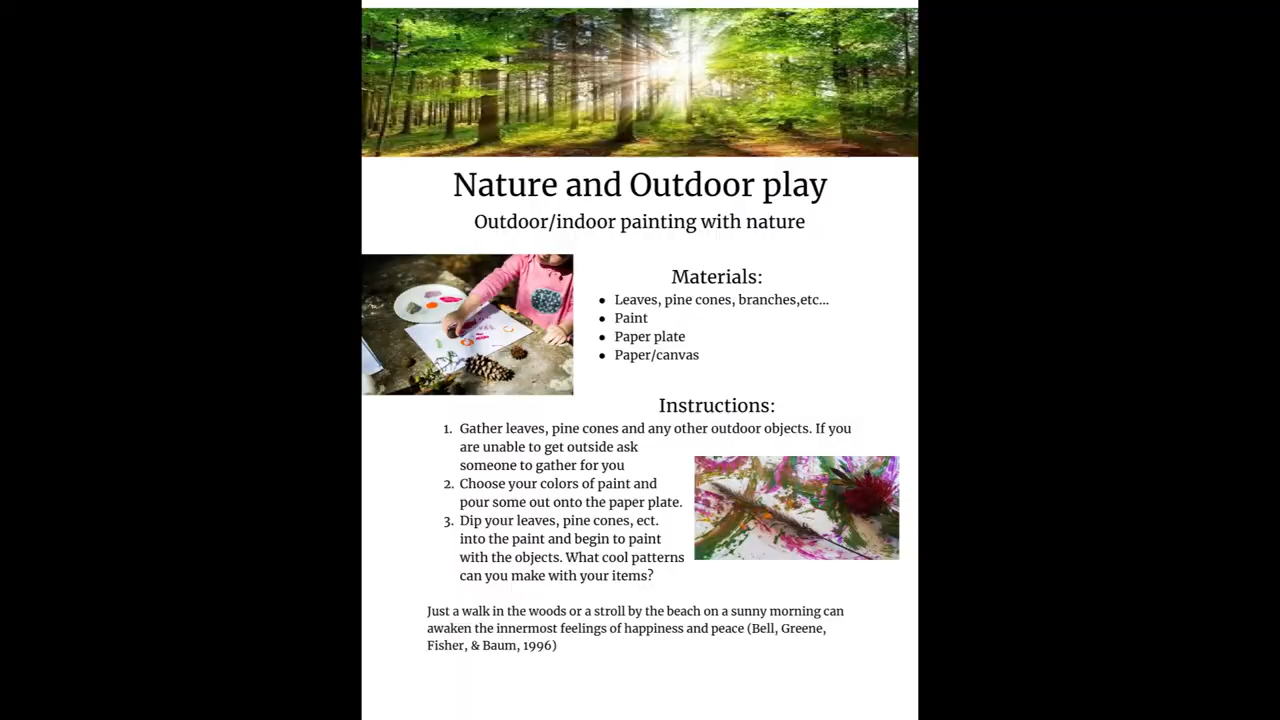 Nature and Outdoor play
Outdoor/indoor painting with nature
Materials:
● Leaves, pine cones, branches,etc...
● Paint
● Paper plate
● Paper/canvas
Instructions:
1. Gather leaves, pine cones and any other outdoor objects. If you
are unable to get outside ask
someone to gather for you
2. Choose your colors of paint and
pour some out onto the paper plate.
3. Dip your leaves, pine cones, ect.
into the paint and begin to paint
with the objects. What cool patterns
can you make with your items?
Just a walk in the woods or a stroll by the beach on a sunny morning can
awaken the innermost feelings of happiness and peace (Bell, Greene,
Fisher, & Baum, 1996)